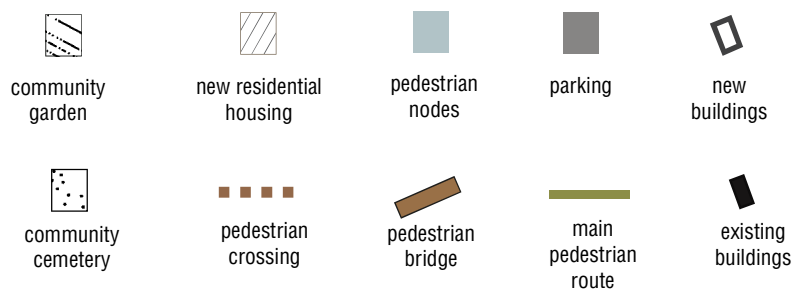 community
garden
new residential
housing
pedestrian
nodes
parking
new
buildings
community
cemetery
pedestrian
crossing
pedestrian
bridge
main
pedestrian
route
existing
buildings